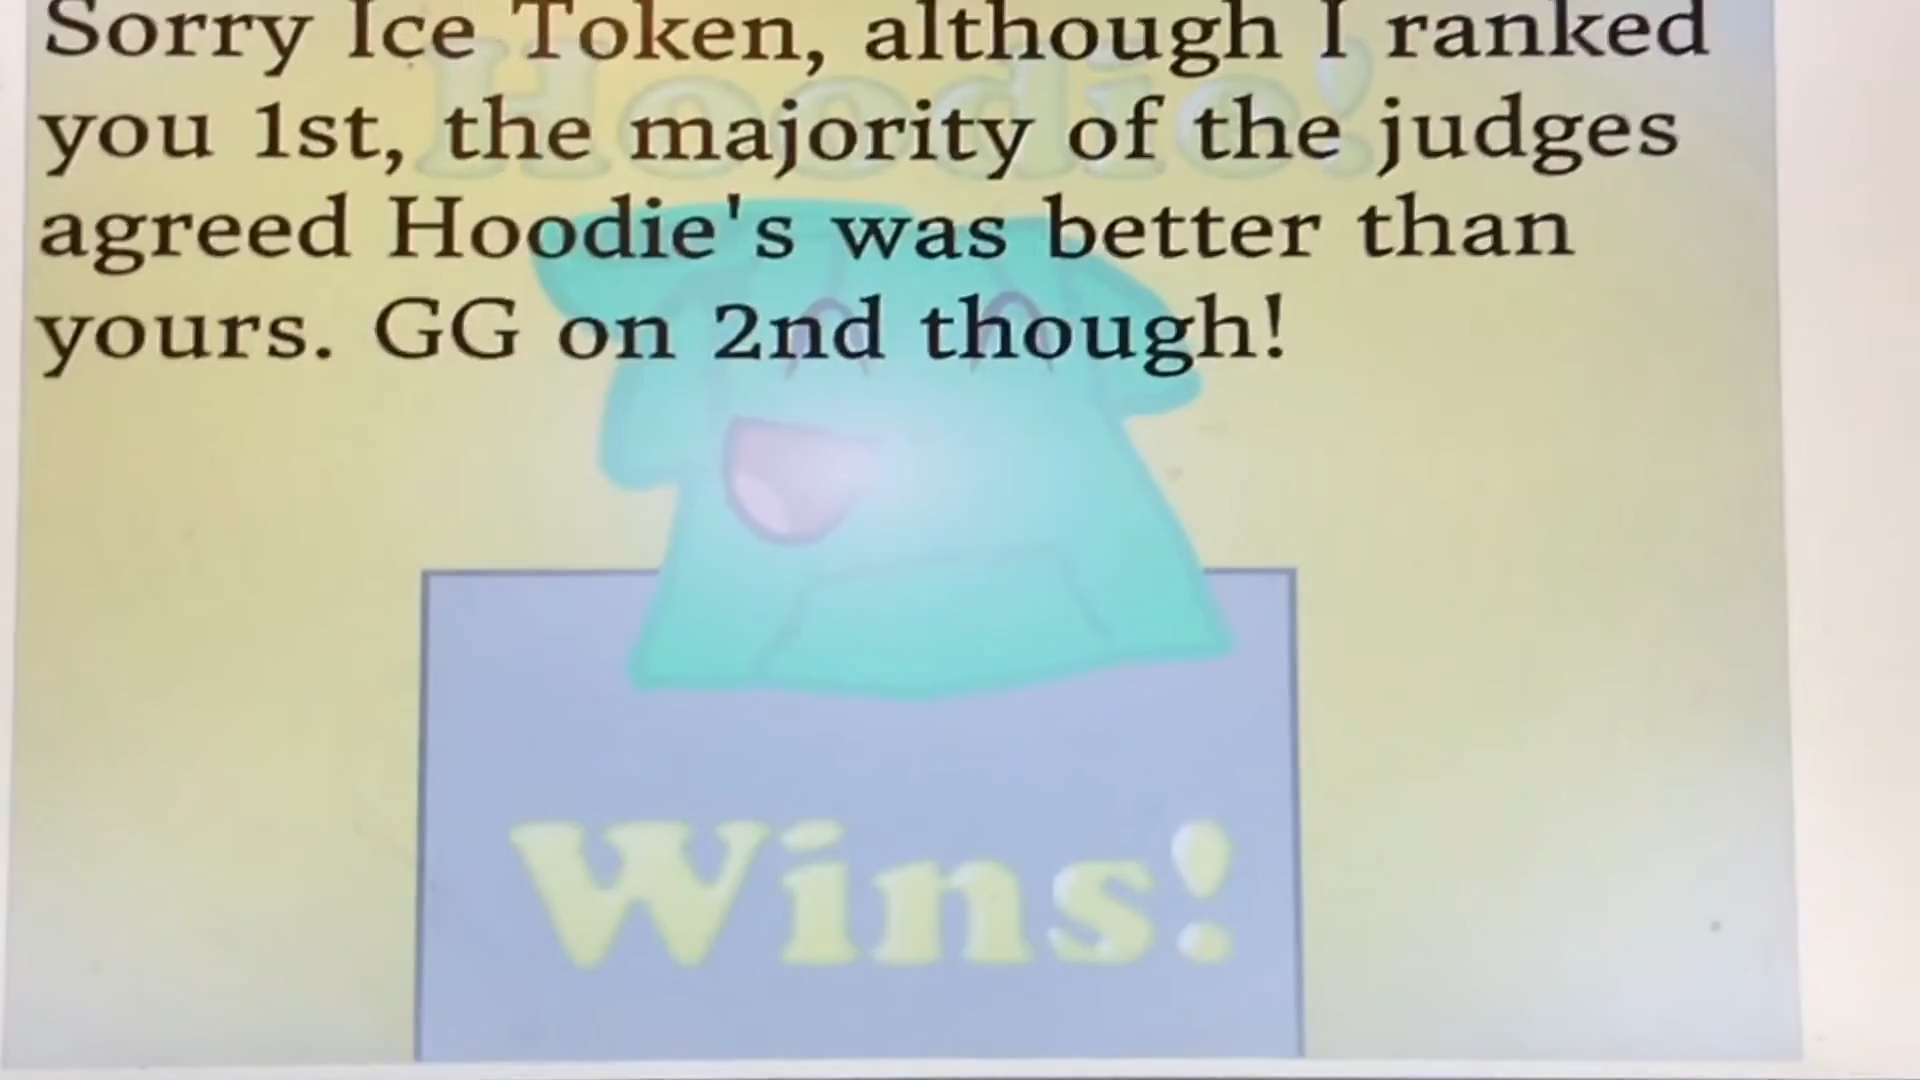 Sorry Ice Token, although I ranked
you 1st, the majority of the judges
agreed Hoodie's was better than
yours. GG on 2nd though!
Hoodie!
Wins!